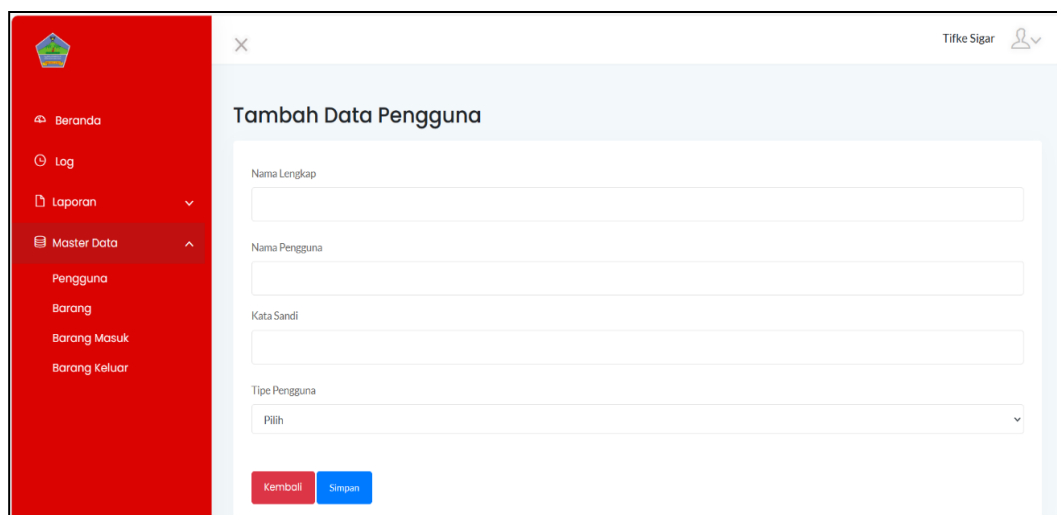 Tifke Sigar
Beranda
Log
Laporan
Master Data
Pengguna
Barang
Barang Masuk
Barang Keluar
Tambah Data Pengguna
Nama Lengkap
Nama Pengguna
Kata Sandi
Tipe Pengguna
Pilih
Kembali
Simpan